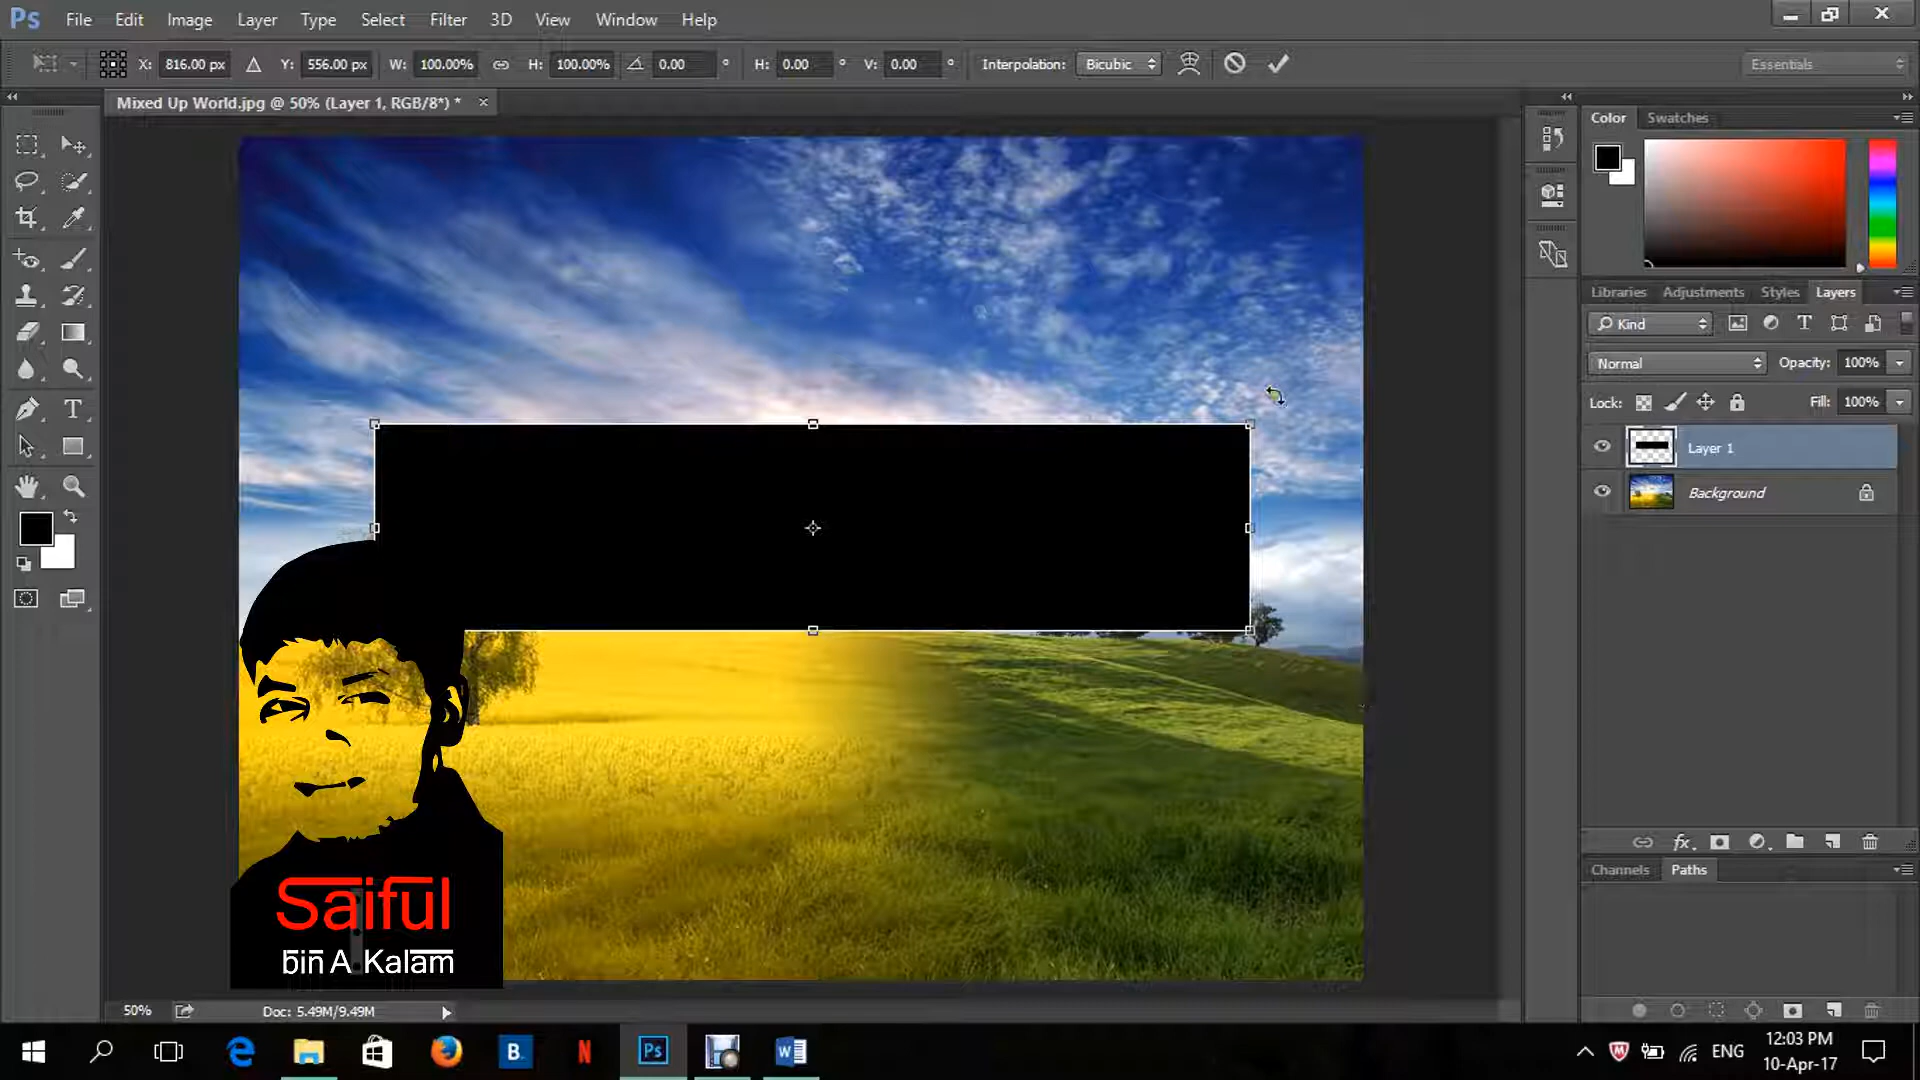 Ps File Edit Image Layer Type Select Filter 3D View Window Help
X: 816.00 px Y: 556.00 px W: 100.00% H: 100.00% 0.00 ° H: 0.00 ° V: 0.00 ° Interpolation: Bicubic Essentials
Mixed Up World.jpg @ 50% (Layer 1, RGB/8*) * ×
Color Swatches
Libraries Adjustments Styles Layers
Kind
Normal Opacity: 100%
Lock: Fill: 100%
Layer 1
Background
Channels Paths
Saiful
bin A Kalam
50% Doc: 5.49M/9.49M
B. N Ps W ENG
12:03 PM
10-Apr-17